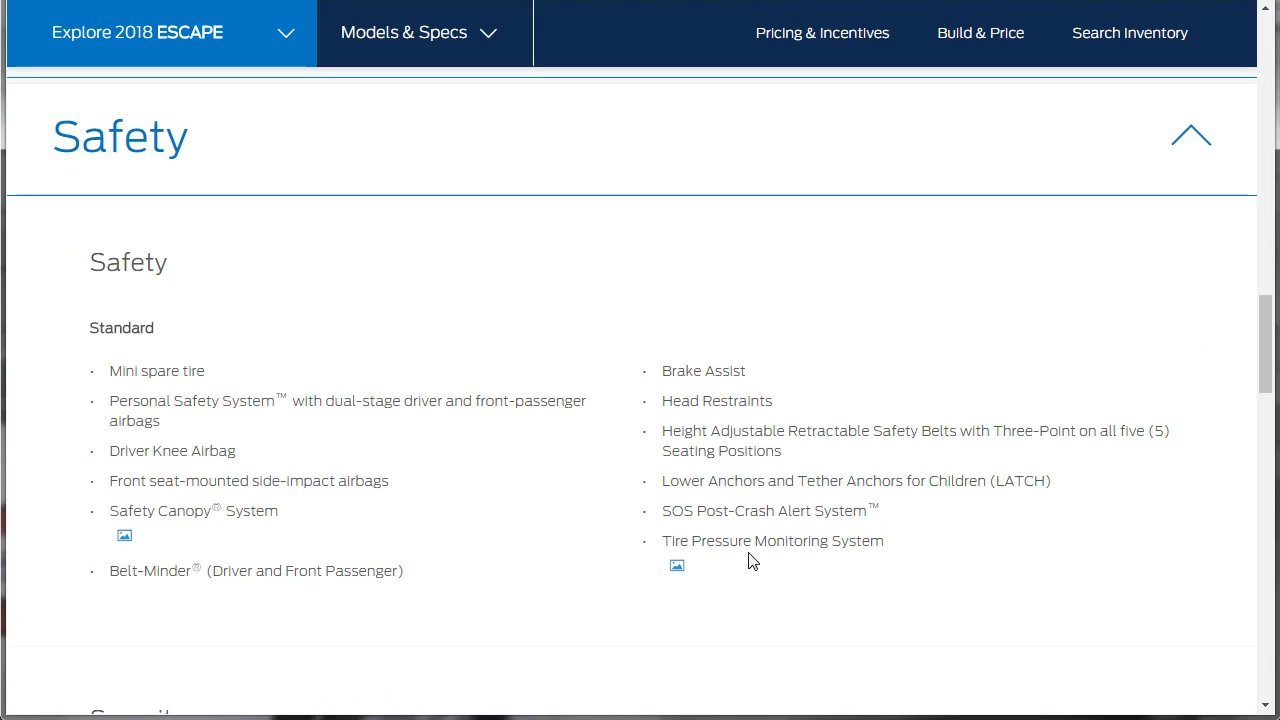 Explore 2018 ESCAPE
Models & Specs
Pricing & Incentives
Build & Price
Search Inventory
Safety
Safety
Standard
Mini spare tire
Personal Safety System™ with dual-stage driver and front-passenger
airbags
Driver Knee Airbag
Front seat-mounted side-impact airbags
Safety Canopy® System
Belt-Minder® (Driver and Front Passenger)
Brake Assist
Head Restraints
Height Adjustable Retractable Safety Belts with Three-Point on all five (5)
Seating Positions
Lower Anchors and Tether Anchors for Children (LATCH)
SOS Post-Crash Alert System™
Tire Pressure Monitoring System